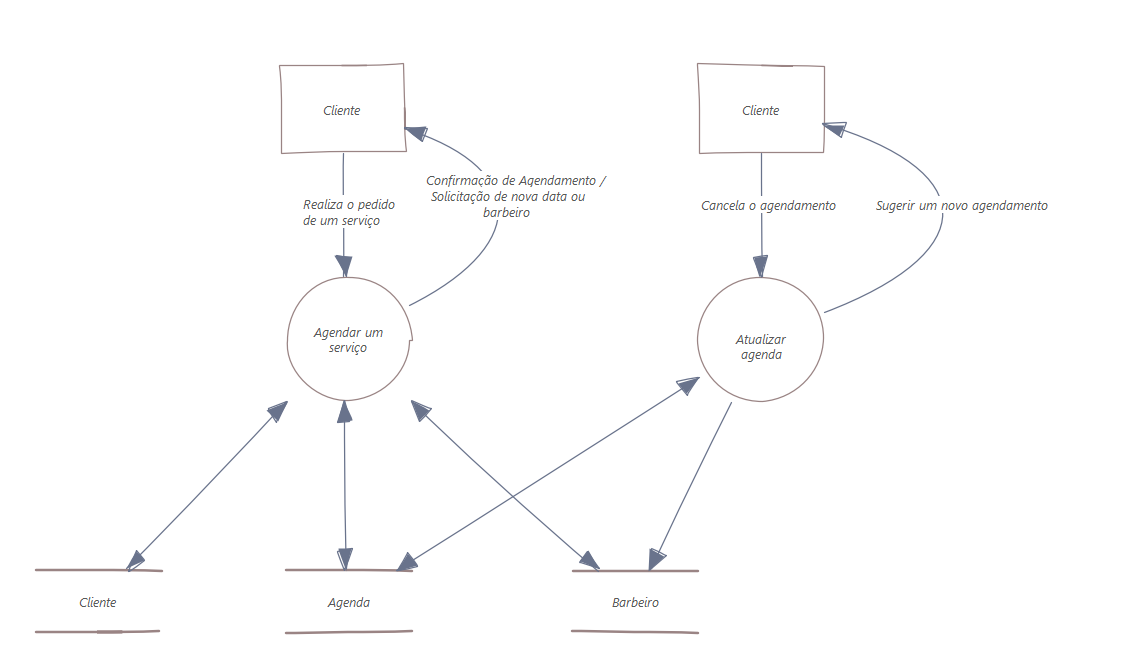 Cliente
Cliente
Confirmação de Agendamento /
Solicitação de nova data ou
barbeiro
Realiza o pedido
de um serviço
Cancela o agendamento
Sugerir um novo agendamento
Agendar um
serviço
Atualizar
agenda
Cliente
Agenda
Barbeiro